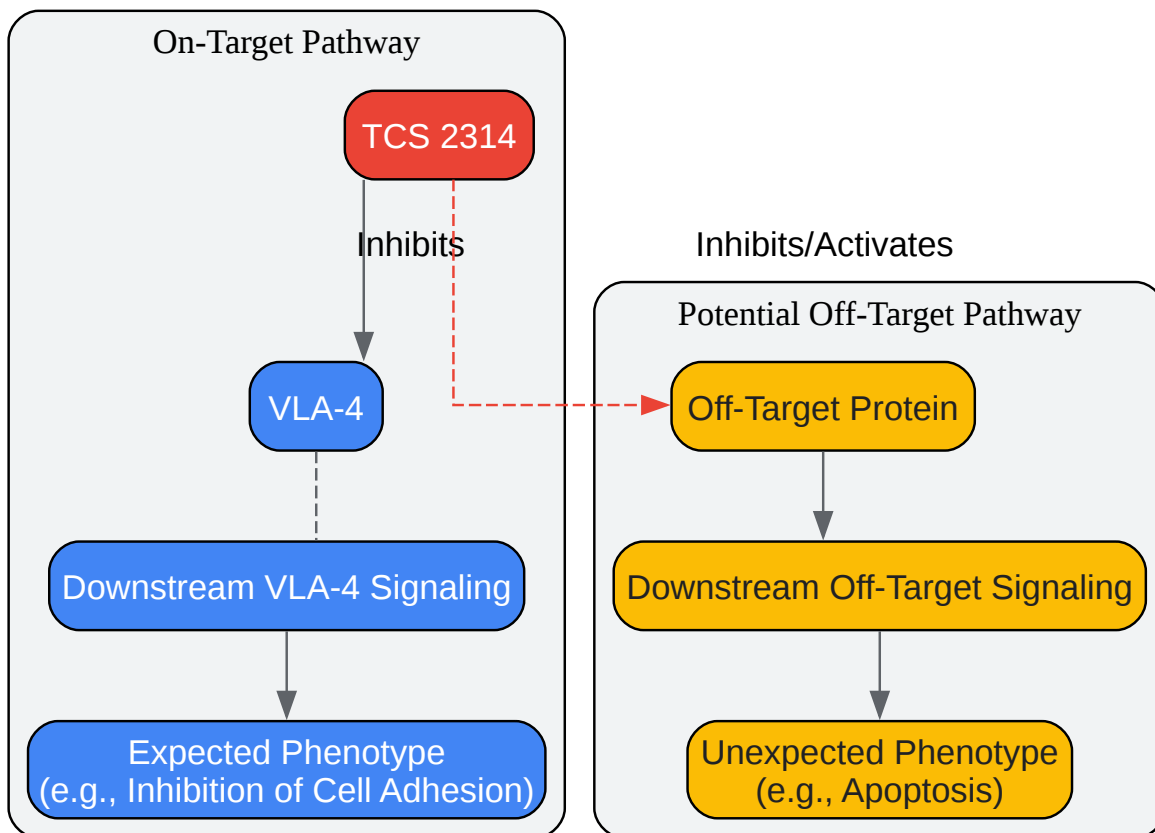 On-Target Pathway
TCS 2314
Inhibits
VLA-4
Downstream VLA-4 Signaling
Expected Phenotype
(e.g., Inhibition of Cell Adhesion)
Inhibits/Activates
Potential Off-Target Pathway
Off-Target Protein
Downstream Off-Target Signaling
Unexpected Phenotype
(e.g., Apoptosis)